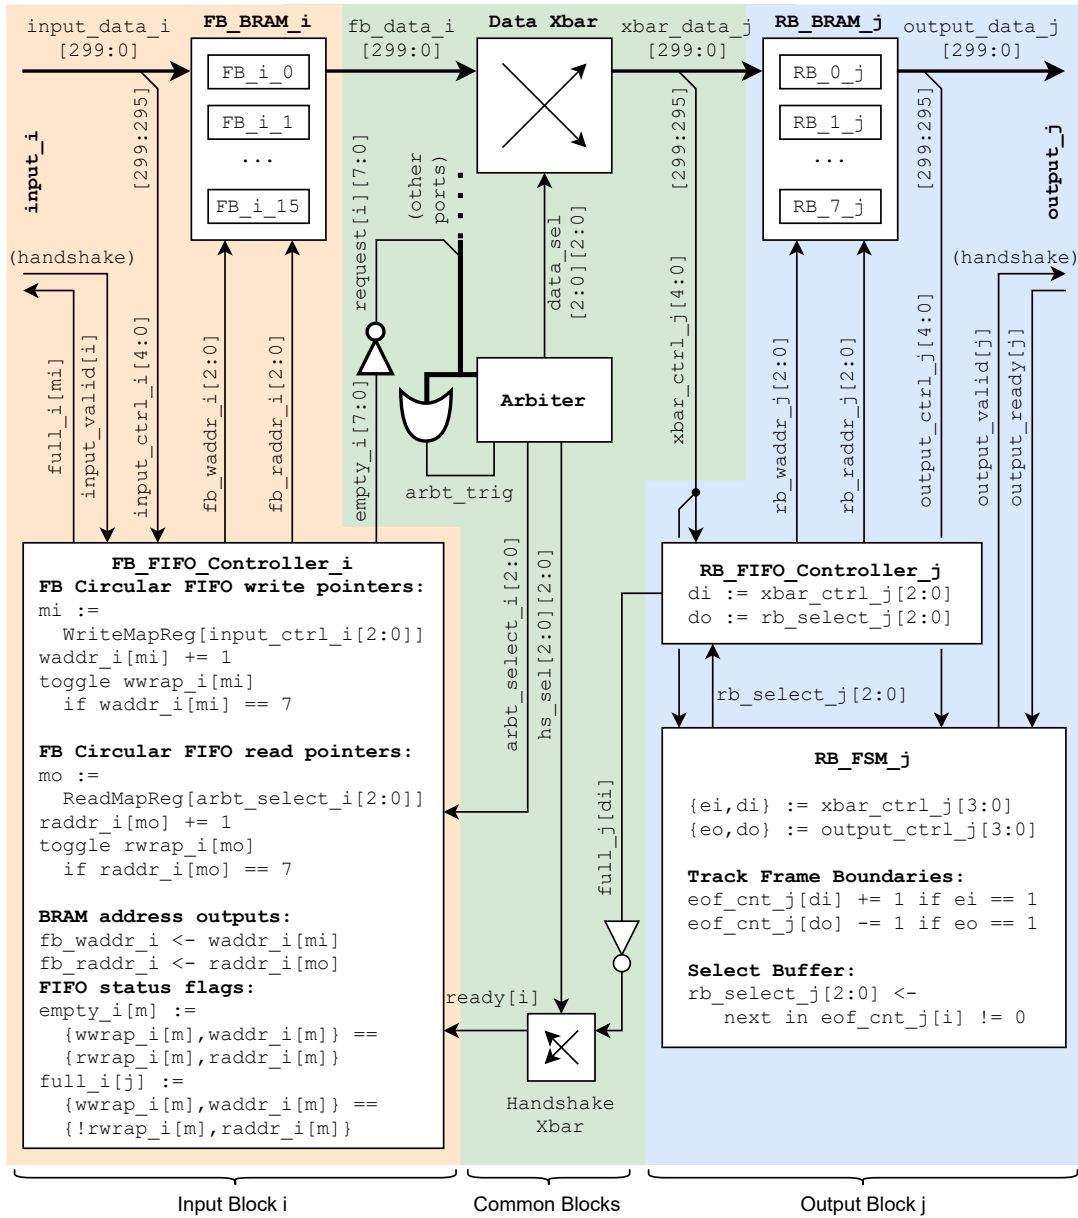 input_data_i
[299:0]
FB_BRAM_i
fb_data_i
[299:0]
Data Xbar
xbar_data_j
[299:0]
RB_BRAM_j
output_data_j
[299:0]
FB_i_0
FB_i_1
...
FB_i_15
RB_0_j
RB_1_j
...
RB_7_j
input_i
[299:295]
request[i][7:0]
(other
ports)
[299:295]
[299:295]
output_j
(handshake)
(handshake)
data_sel
[2:0][2:0]
full_i[mi]
input_valid[i]
input_ctrl_i[4:0]
fb_waddr_i[2:0]
fb_raddr_i[2:0]
empty_i[7:0]
Arbiter
arbt_trig
xbar_ctrl_j[4:0]
rb_waddr_j[2:0]
rb_raddr_j[2:0]
output_ctrl_j[4:0]
output_valid[j]
output_ready[j]
FB_FIFO_Controller_i
FB Circular FIFO write pointers:
mi :=
WriteMapReg[input_ctrl_i[2:0]]
waddr_i[mi] += 1
toggle wwrap_i[mi]
if waddr_i[mi] == 7
FB Circular FIFO read pointers:
mo :=
ReadMapReg[arbt_select_i[2:0]]
raddr_i[mo] += 1
toggle rwrap_i[mo]
if raddr_i[mo] == 7
BRAM address outputs:
fb_waddr_i <- waddr_i[mi]
fb_raddr_i <- raddr_i[mo]
FIFO status flags:
empty_i[m] :=
{wwrap_i[m],waddr_i[m]} ==
{rwrap_i[m],raddr_i[m]}
full_i[j] :=
{wwrap_i[m],waddr_i[m]} ==
{!rwrap_i[m],raddr_i[m]}
arbt_select_i[2:0]
hs_sel[2:0][2:0]
full_j[di]
ready[i]
Handshake
Xbar
RB_FIFO_Controller_j
di := xbar_ctrl_j[2:0]
do := rb_select_j[2:0]
rb_select_j[2:0]
RB_FSM_j
{ei,di} := xbar_ctrl_j[3:0]
{eo,do} := output_ctrl_j[3:0]
Track Frame Boundaries:
eof_cnt_j[di] += 1 if ei == 1
eof_cnt_j[do] -= 1 if eo == 1
Select Buffer:
rb_select_j[2:0] <-
next in eof_cnt_j[i] != 0
Input Block i
Common Blocks
Output Block j